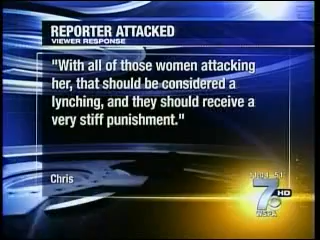 REPORTER ATTACKED
VIEWER RESPONSE
"With all of those women attacking
her, that should be considered a
lynching, and they should receive a
very stiff punishment."
Chris
7
HD
WSPA